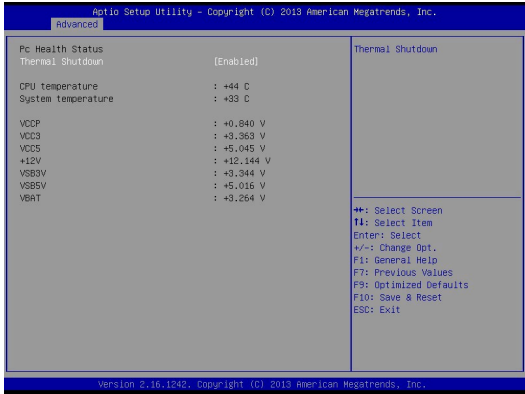 Aptio Setup Utility – Copyright (C) 2013 American Megatrends, Inc.
Advanced
Pc Health Status
Thermal Shutdown [Enabled]
CPU temperature : +44 C
System temperature : +33 C
VCCP : +0.840 V
VCC3 : +3.363 V
VCC5 : +5.045 V
+12V : +12.144 V
VSB3V : +3.344 V
VSB5V : +5.016 V
VBAT : +3.264 V
Thermal Shutdown
→←: Select Screen
↑↓: Select Item
Enter: Select
+/-: Change Opt.
F1: General Help
F7: Previous Values
F9: Optimized Defaults
F10: Save & Reset
ESC: Exit
Version 2.16.1242. Copyright (C) 2013 American Megatrends, Inc.